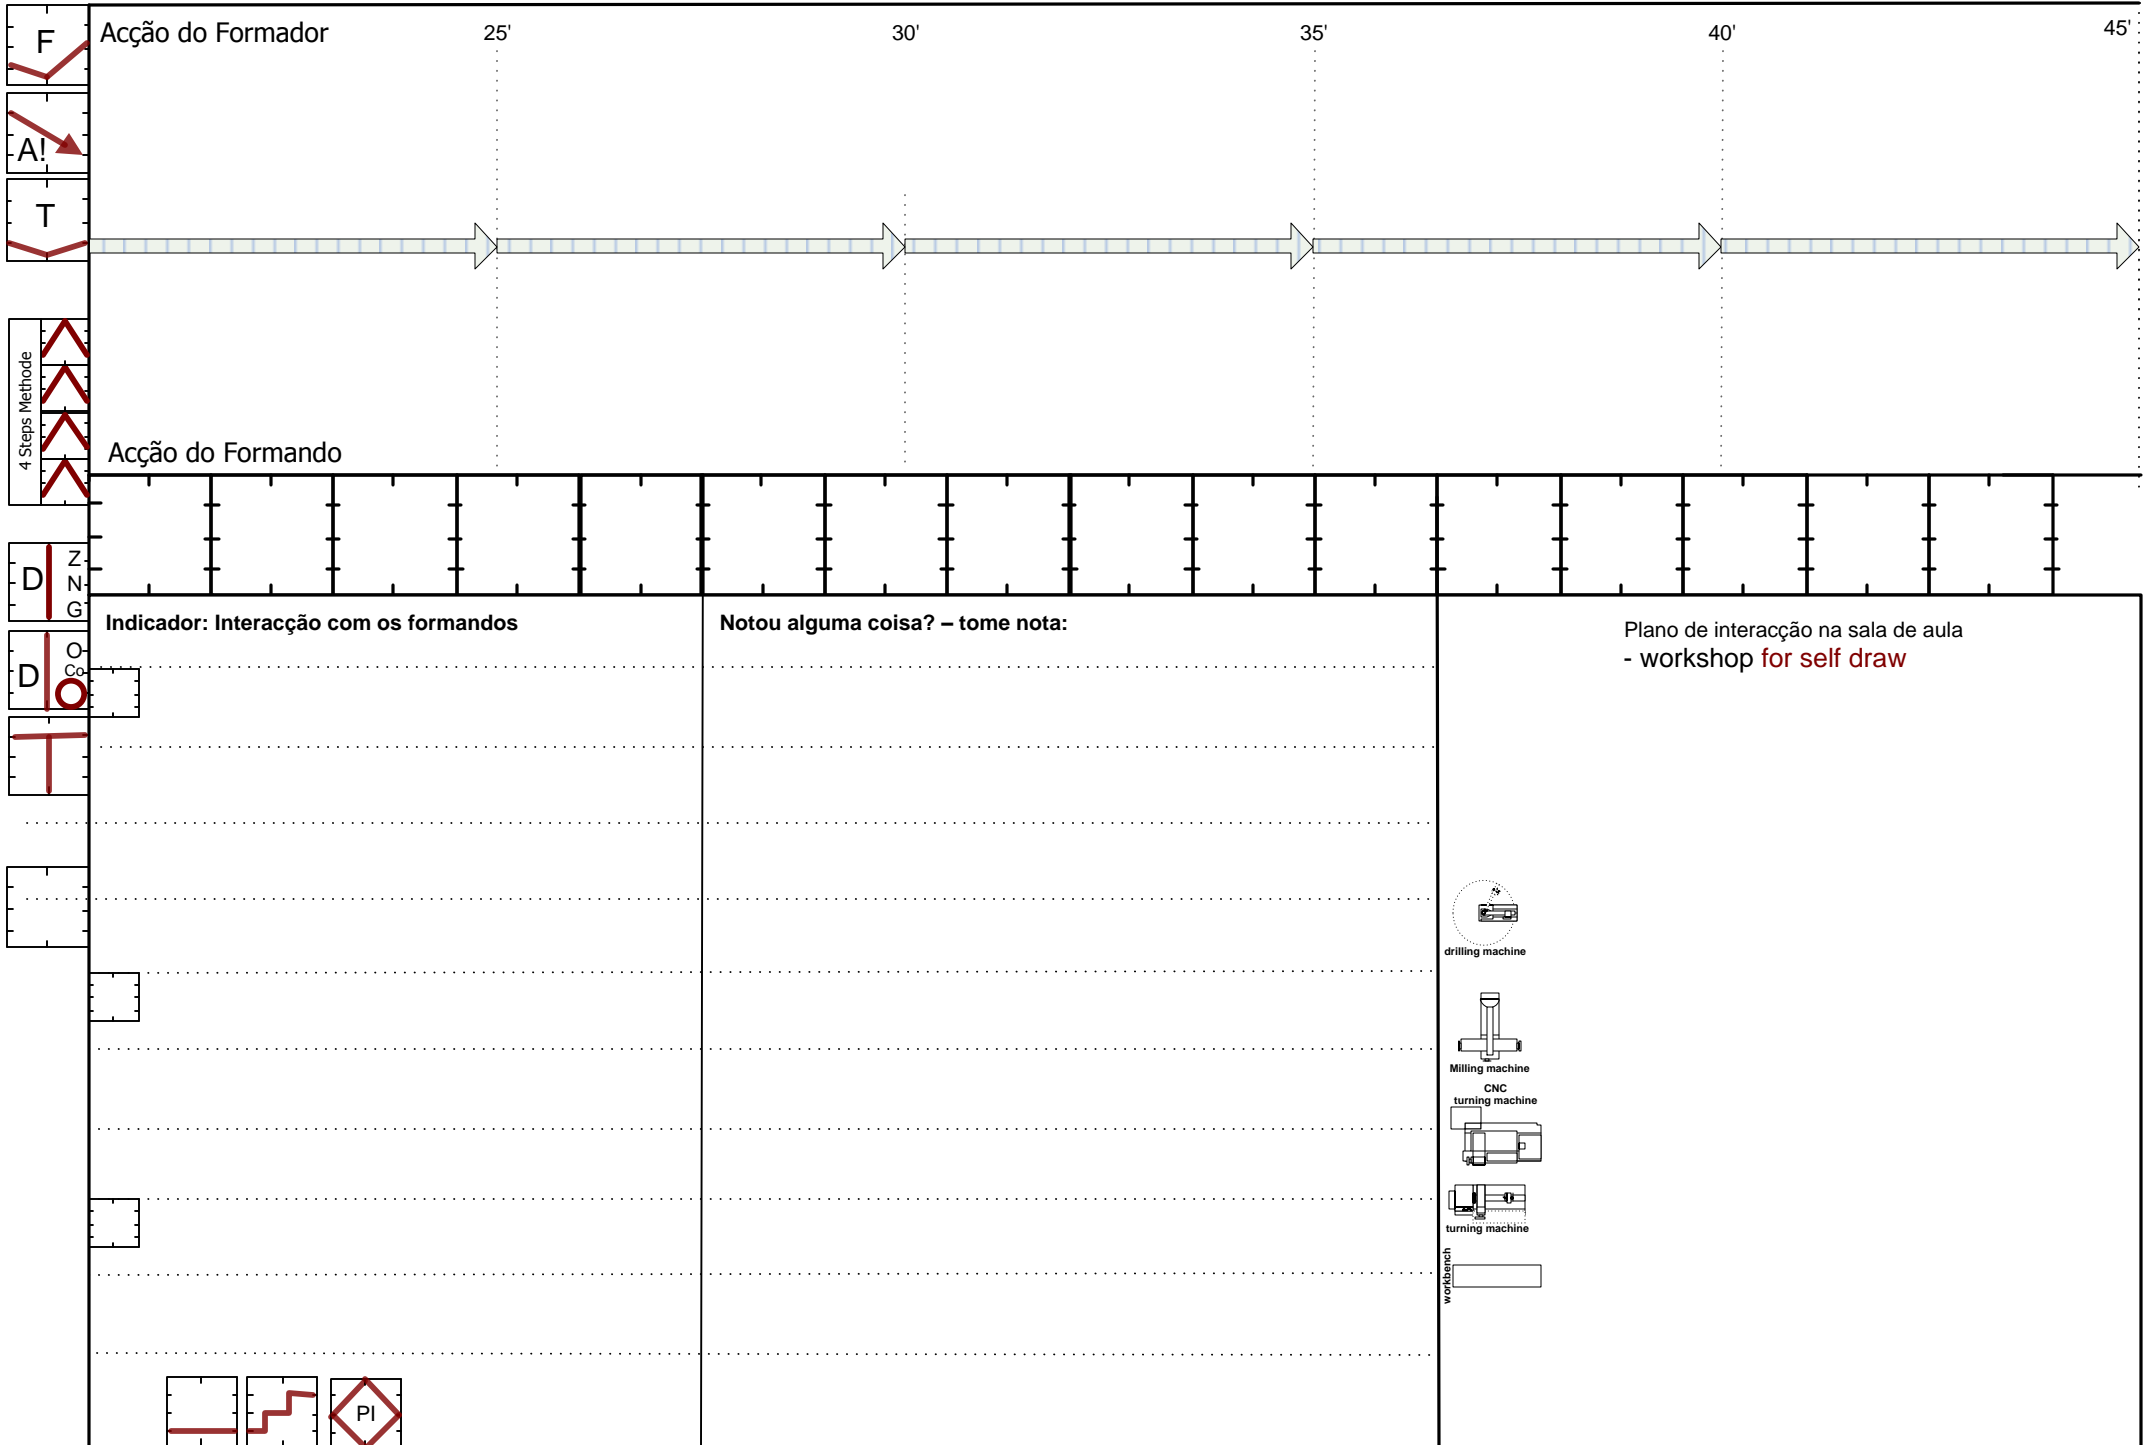 F
Acção do Formador
25'
30'
35'
40'
45'
A!
T
4 Steps Methode
Acção do Formando
D
Z
N
G
Indicador: Interacção com os formandos
Notou alguma coisa? – tome nota:
Plano de interacção na sala de aula
- workshop for self draw
D
O
Co
drilling machine
Milling machine
CNC
turning machine
turning machine
workbench
PI